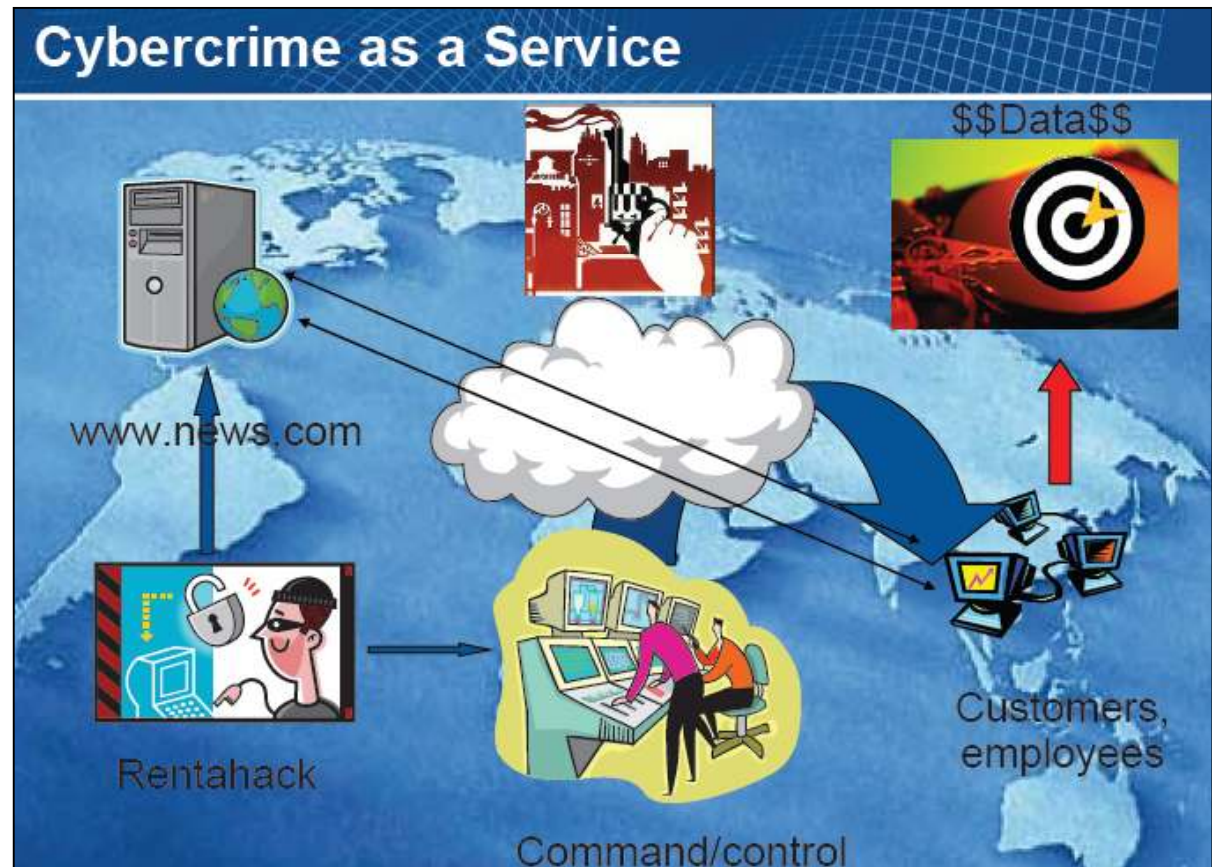 Cybercrime as a Service
$$Data$$
www.news.com
Rentahack
Command/control
Customers,
employees